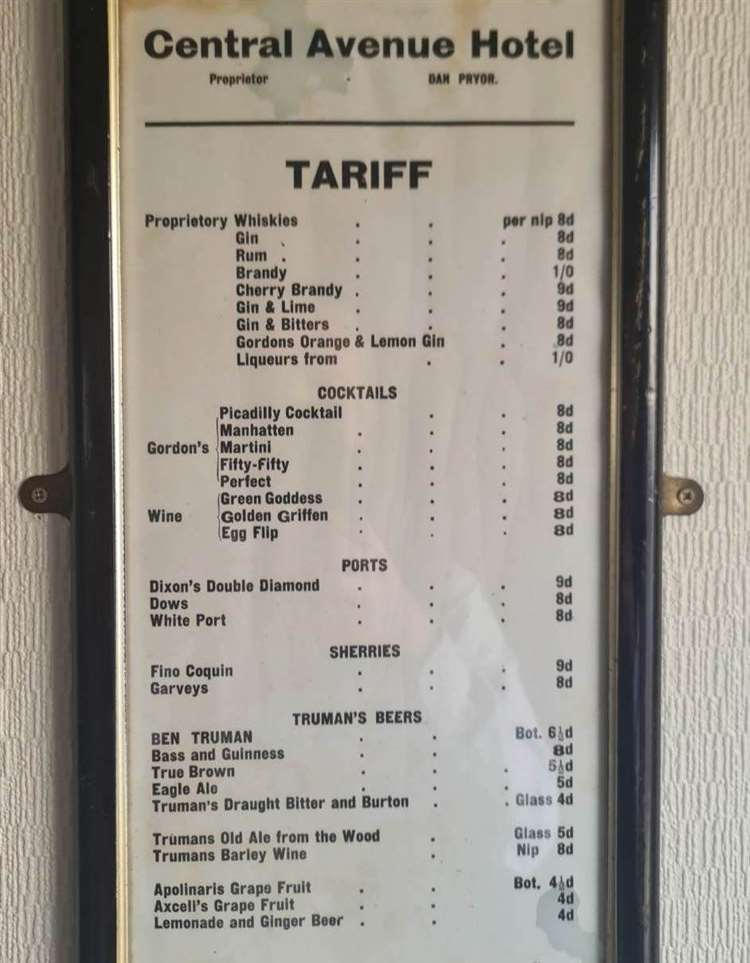 Central Avenue Hotel
Proprietor . DAN PRYOR.
TARIFF
Proprietory Whiskies . . per nip 8d
Gin . . . . 8d
Rum . . . . 8d
Brandy . . . 1/0
Cherry Brandy . . . 9d
Gin & Lime . . . 9d
Gin & Bitters . . . 8d
Gordons Orange & Lemon Gin . 8d
Liqueurs from . . 1/0
COCKTAILS
Picadilly Cocktail . . 8d
Manhatten . . . 8d
Gordon's Martini . . . 8d
Fifty-Fifty . . . 8d
Perfect . . . 8d
Green Goddess . . 8d
Wine Golden Griffen . . . 8d
Egg Flip . . . 8d
PORTS
Dixon's Double Diamond . . . 9d
Dows . . . 8d
White Port . . . 8d
SHERRIES
Fino Coquin . . . 9d
Garveys . . . 8d
TRUMAN'S BEERS
BEN TRUMAN . . Bot. 6½d
Bass and Guinness . . 8d
True Brown . . . 5½d
Eagle Ale . . . 5d
Truman's Draught Bitter and Burton . . Glass 4d
Trumans Old Ale from the Wood . Glass 5d
Trumans Barley Wine . Nip 8d
Apolinaris Grape Fruit . . Bot. 4½d
Axcell's Grape Fruit . . 4d
Lemonade and Ginger Beer . . 4d